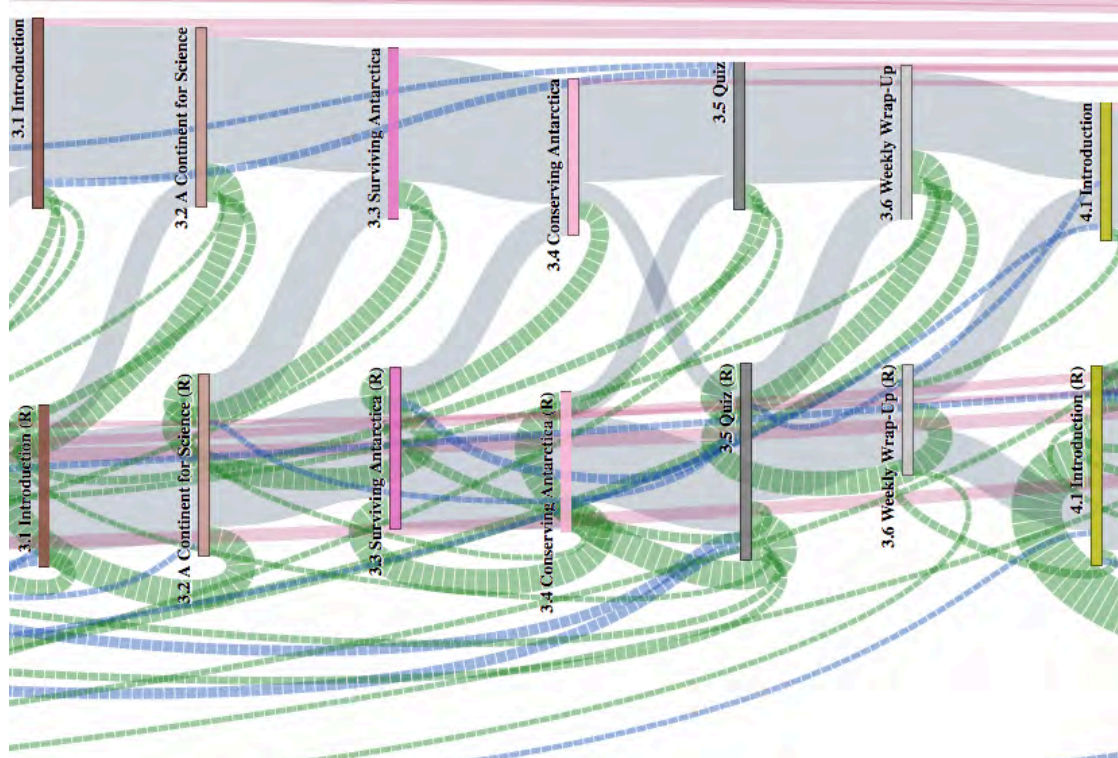 3.1 Introduction
3.2 A Continent for Science
3.3 Surviving Antarctica
3.4 Conserving Antarctica
3.5 Quiz
3.6 Weekly Wrap-Up
4.1 Introduction
3.1 Introduction (R)
3.2 A Continent for Science (R)
3.3 Surviving Antarctica (R)
3.4 Conserving Antarctica (R)
3.5 Quiz (R)
3.6 Weekly Wrap-Up (R)
4.1 Introduction (R)